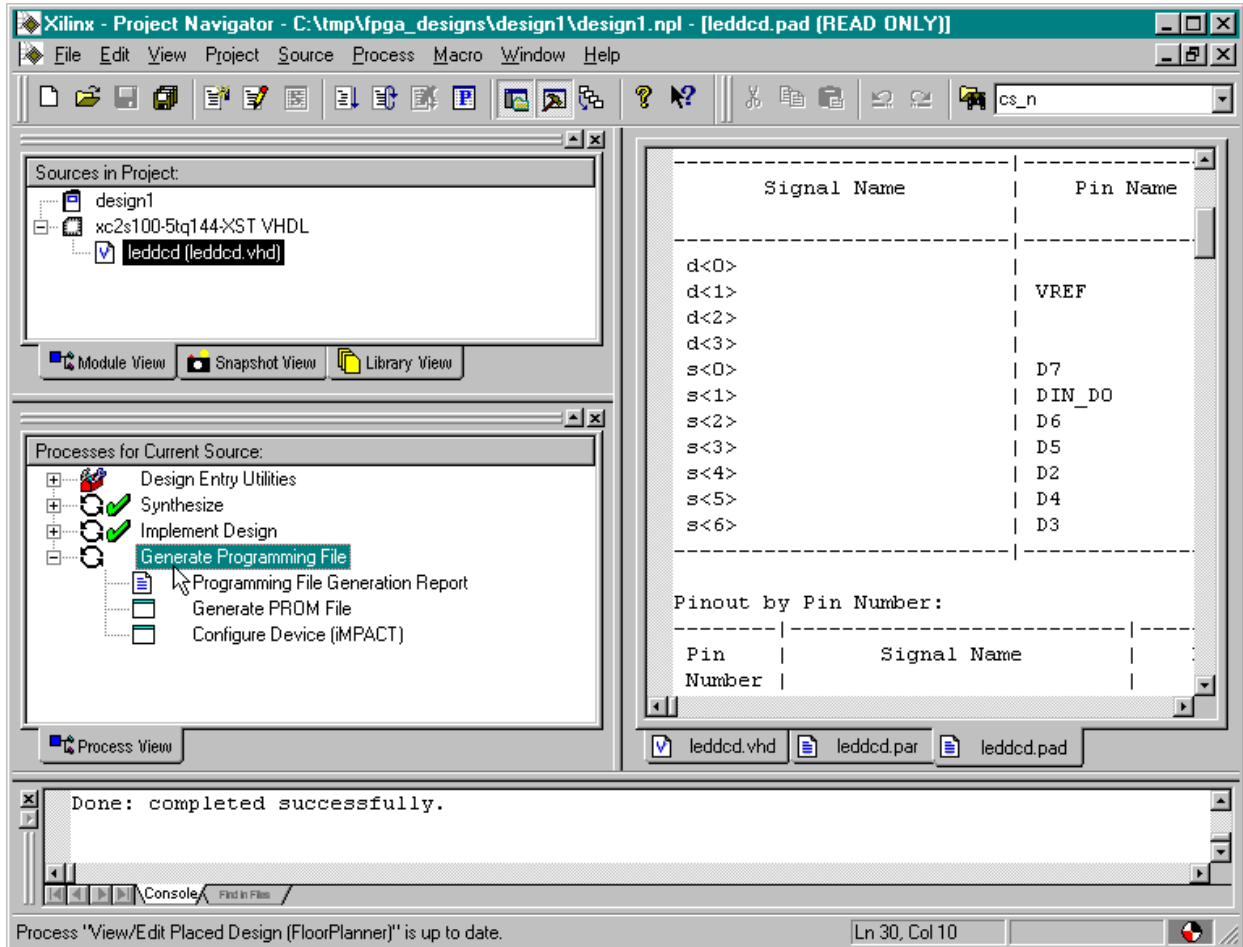 Xilinx - Project Navigator - C:\tmp\fpga_designs\design1\design1.npl - [leddcd.pad (READ ONLY)]
File Edit View Project Source Process Macro Window Help
cs_n
Sources in Project:
design1
xc2s100-5tq144-XST VHDL
leddcd (leddcd.vhd)
Module View Snapshot View Library View
Processes for Current Source:
Design Entry Utilities
Synthesize
Implement Design
Generate Programming File
Programming File Generation Report
Generate PROM File
Configure Device (iMPACT)
Process View
---------------------------|--------------
Signal Name | Pin Name
|
---------------------------|--------------
d<0> |
d<1> | VREF
d<2> |
d<3> |
s<0> | D7
s<1> | DIN_D0
s<2> | D6
s<3> | D5
s<4> | D2
s<5> | D4
s<6> | D3
---------------------------|--------------
Pinout by Pin Number:
--------|---------------------------|----
Pin | Signal Name |
Number | |
leddcd.vhd leddcd.par leddcd.pad
Done: completed successfully.
Console Find in Files
Process "View/Edit Placed Design (FloorPlanner)" is up to date.
Ln 30, Col 10